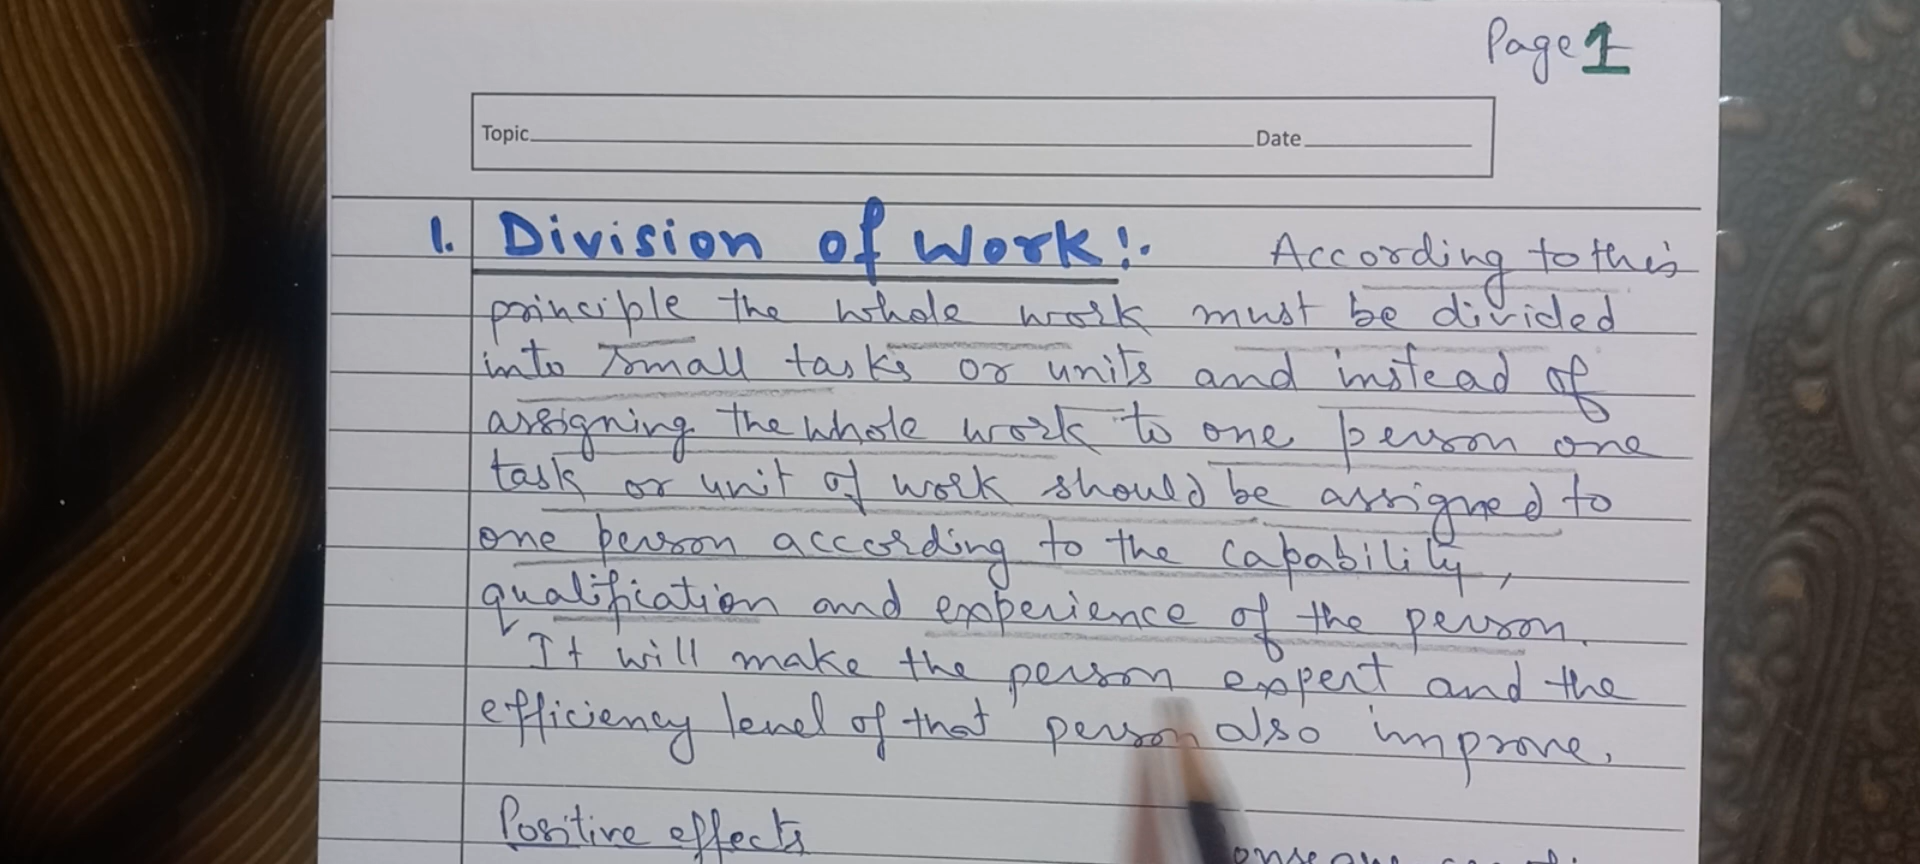 Page 1
Topic Date
1. Division of Work:- According to this
principle the whole work must be divided
into small tasks or units and instead of
assigning the whole work to one person one
task or unit of work should be assigned to
one person according to the capability,
qualification and experience of the person.
It will make the person expert and the
efficiency level of that person also improve.
Positive effects